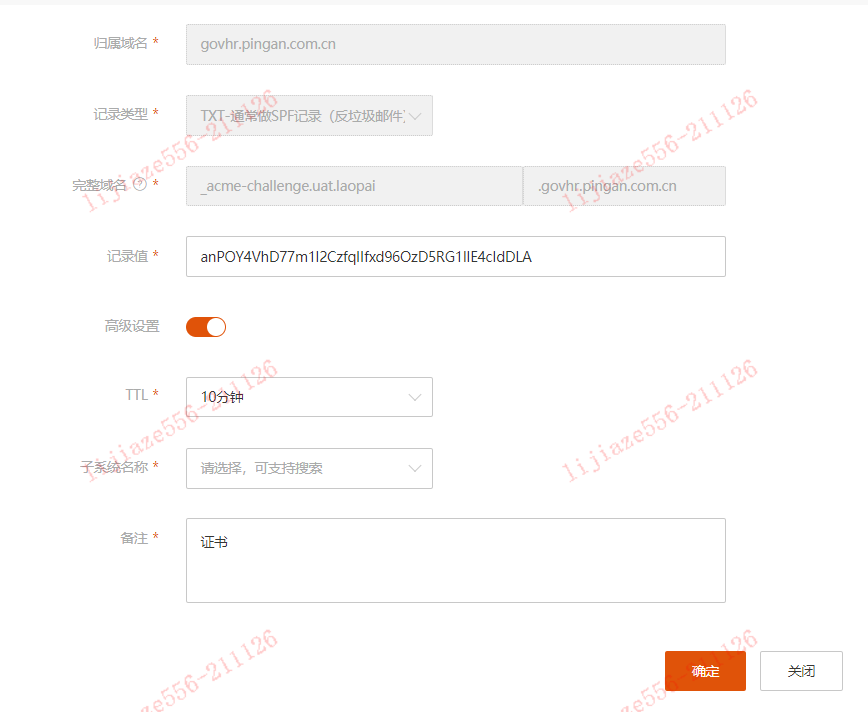 归属域名 * govhr.pingan.com.cn
记录类型 * TXT-通常做SPF记录（反垃圾邮件）
完整域名 ? * _acme-challenge.uat.laopai .govhr.pingan.com.cn
记录值 * anPOY4VhD77m1I2CzfqIIfxd96OzD5RG1IIE4cIdDLA
高级设置
TTL * 10分钟
子系统名称 * 请选择，可支持搜索
备注 * 证书
确定 关闭
lijiaze556-211126
lijiaze556-211126
lijiaze556-211126
lijiaze556-211126
aze556-211126
aze556-211126